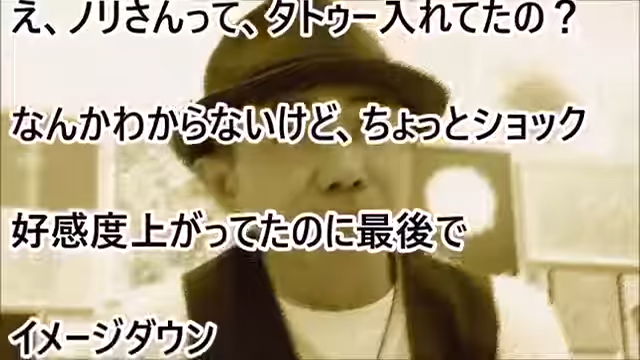 え、ノリさんって、タトゥー入れてたの？
なんかわからないけど、ちょっとショック
好感度上がってたのに最後で
イメージダウン